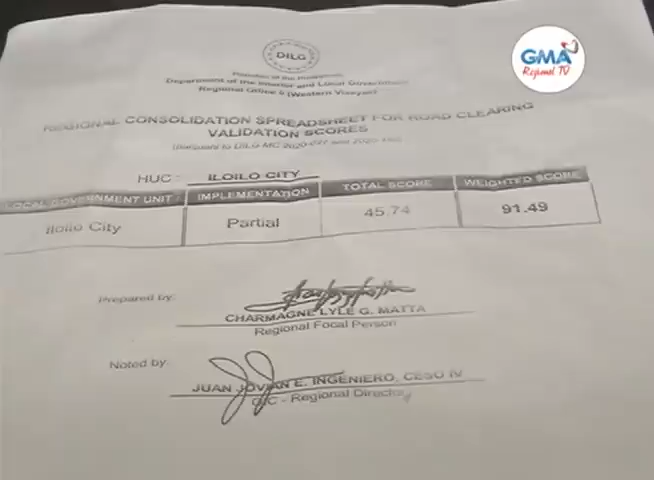 GMA
Regional TV
DILG
Republic of the Philippines
Department of the Interior and Local Government
Regional Office 6 (Western Visayas)
REGIONAL CONSOLIDATION SPREADSHEET FOR ROAD CLEARING
VALIDATION SCORES
HUC : ILOILO CITY
LOCAL GOVERNMENT UNIT : IMPLEMENTATION TOTAL SCORE WEIGHTED SCORE
Iloilo City Partial 45.74 91.49
Prepared by:
CHARMAGNE LYLE G. MATTA
Regional Focal Person
Noted by:
JUAN JOVIAN E. INGENIERO, CESO IV
OIC - Regional Director